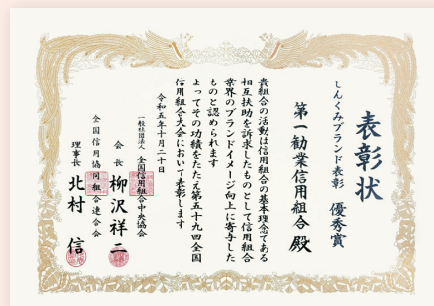 表彰状
しんくみブランド表彰 優秀賞
第一勧業信用組合 殿
貴組合の活動は信用組合の基本理念である
相互扶助を訴求したものとして信用組合
業界のブランドイメージ向上に寄与した
ものと認められます
よってその功績をたたえ第五十九回全国
信用組合大会において表彰します
令和五年十月二十日
一般社団法人 全国信用組合中央協会
会長 柳沢祥二
全国信用協同組合連合会
理事長 北村 信